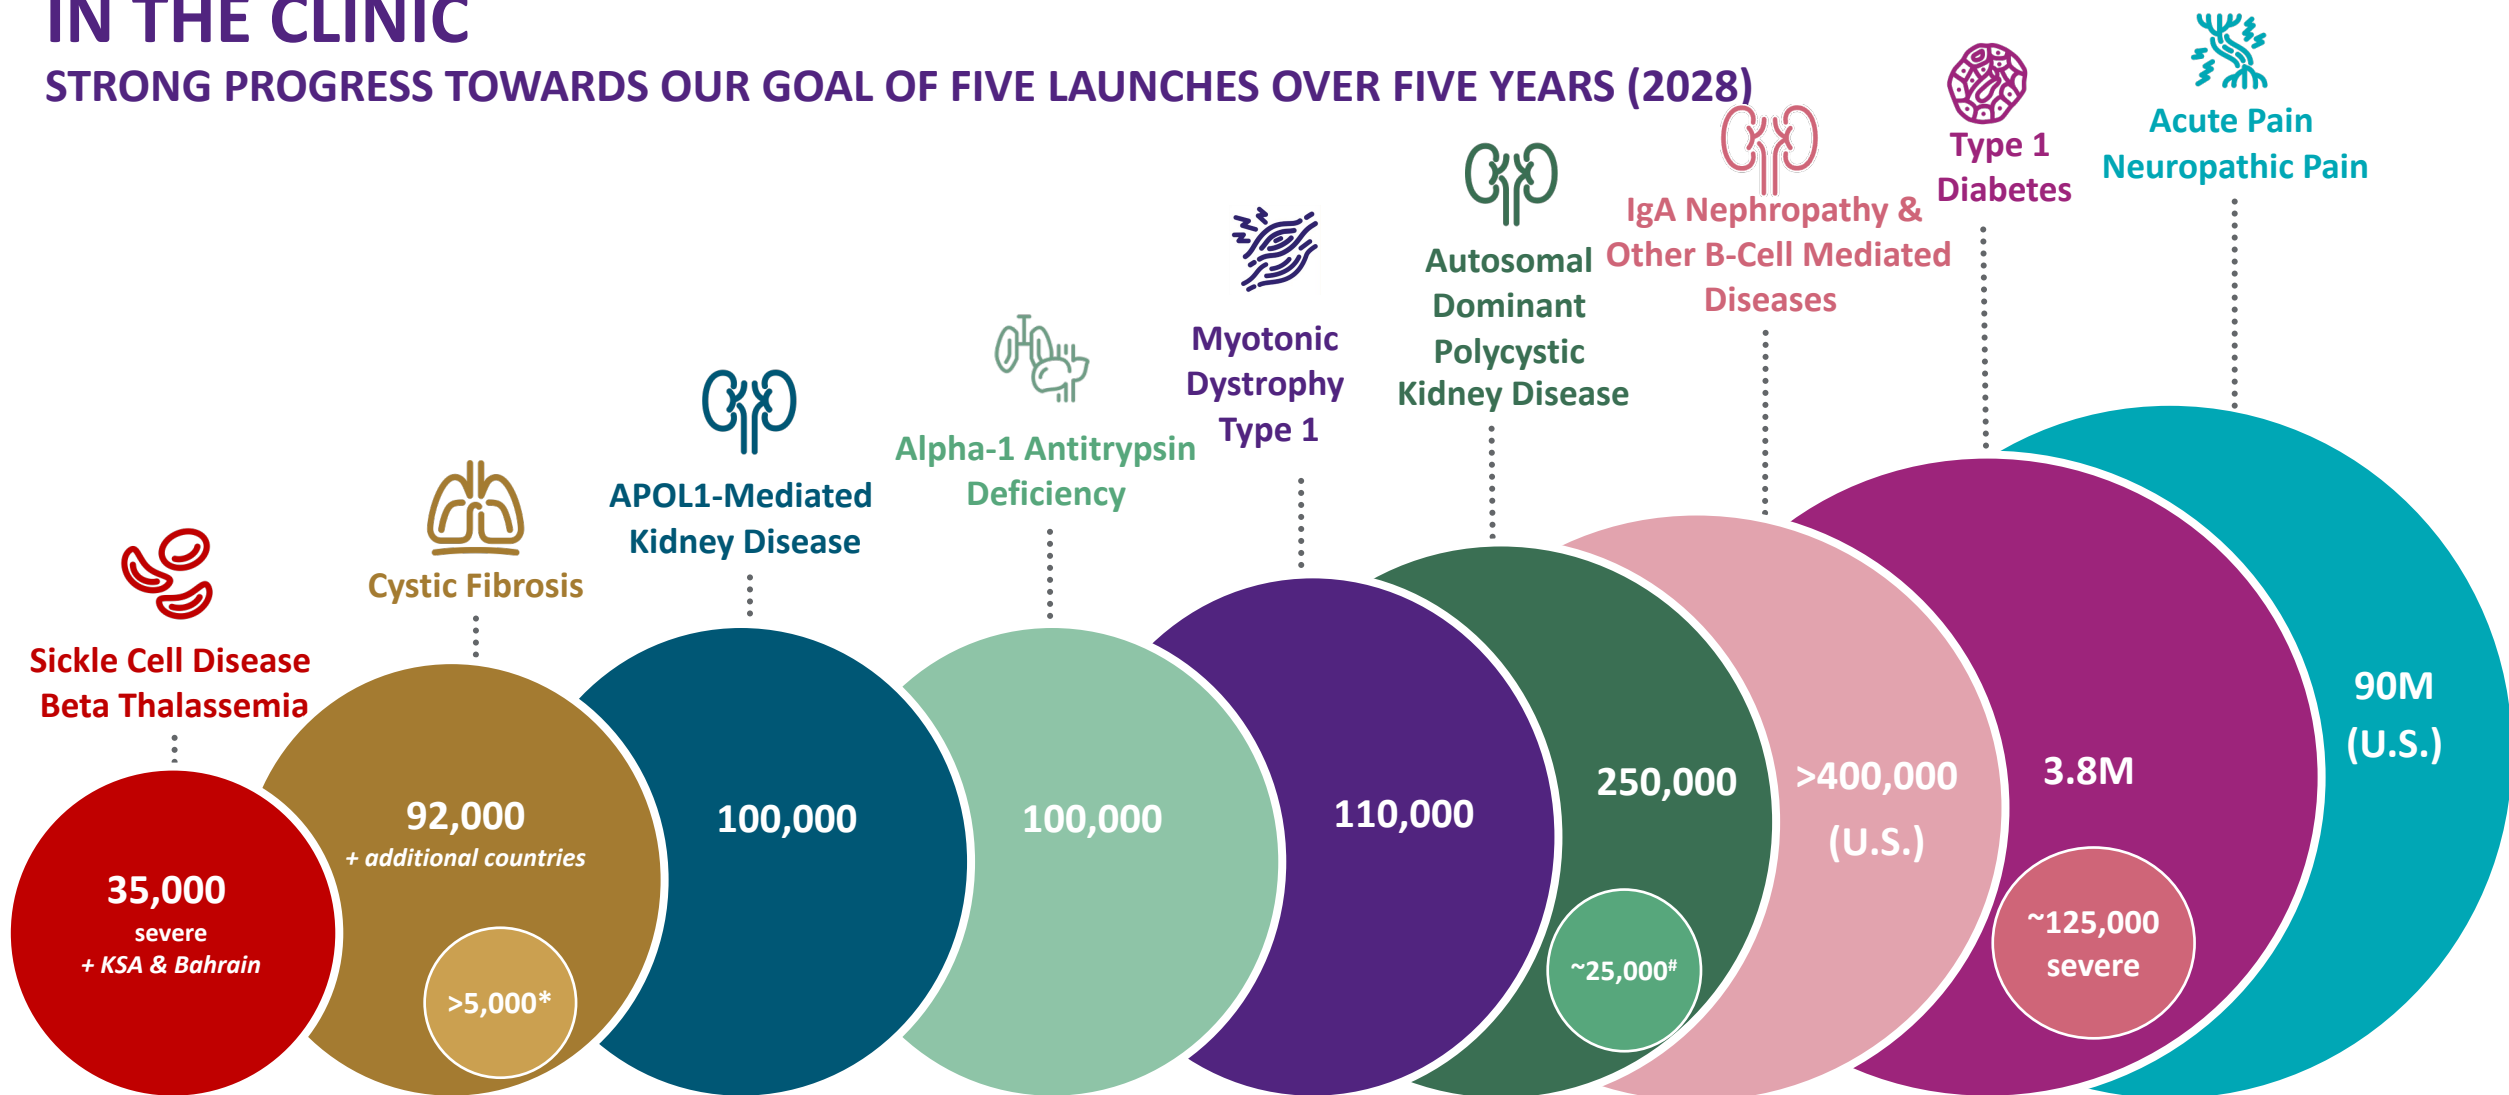 IN THE CLINIC
STRONG PROGRESS TOWARDS OUR GOAL OF FIVE LAUNCHES OVER FIVE YEARS (2028)
Sickle Cell Disease
Beta Thalassemia
35,000
severe
+ KSA & Bahrain
Cystic Fibrosis
92,000
+ additional countries
>5,000*
APOL1-Mediated
Kidney Disease
100,000
Alpha-1 Antitrypsin
Deficiency
100,000
Myotonic
Dystrophy
Type 1
110,000
Autosomal
Dominant
Polycystic
Kidney Disease
250,000
~25,000#
IgA Nephropathy &
Other B-Cell Mediated
Diseases
>400,000
(U.S.)
Type 1
Diabetes
3.8M
~125,000
severe
Acute Pain
Neuropathic Pain
90M
(U.S.)